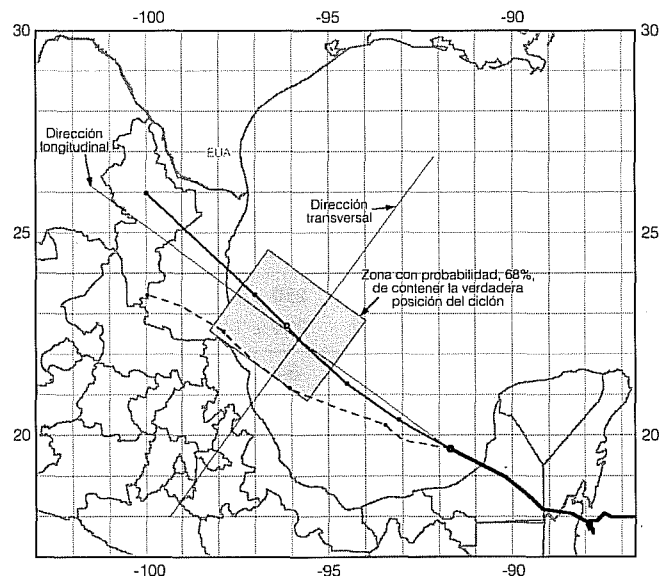 -100 -95 -90
30 30
Dirección
longitudinal
EUA
Dirección
transversal
25 25
Zona con probabilidad, 68%,
de contener la verdadera
posición del ciclón
20 20
-100 -95 -90